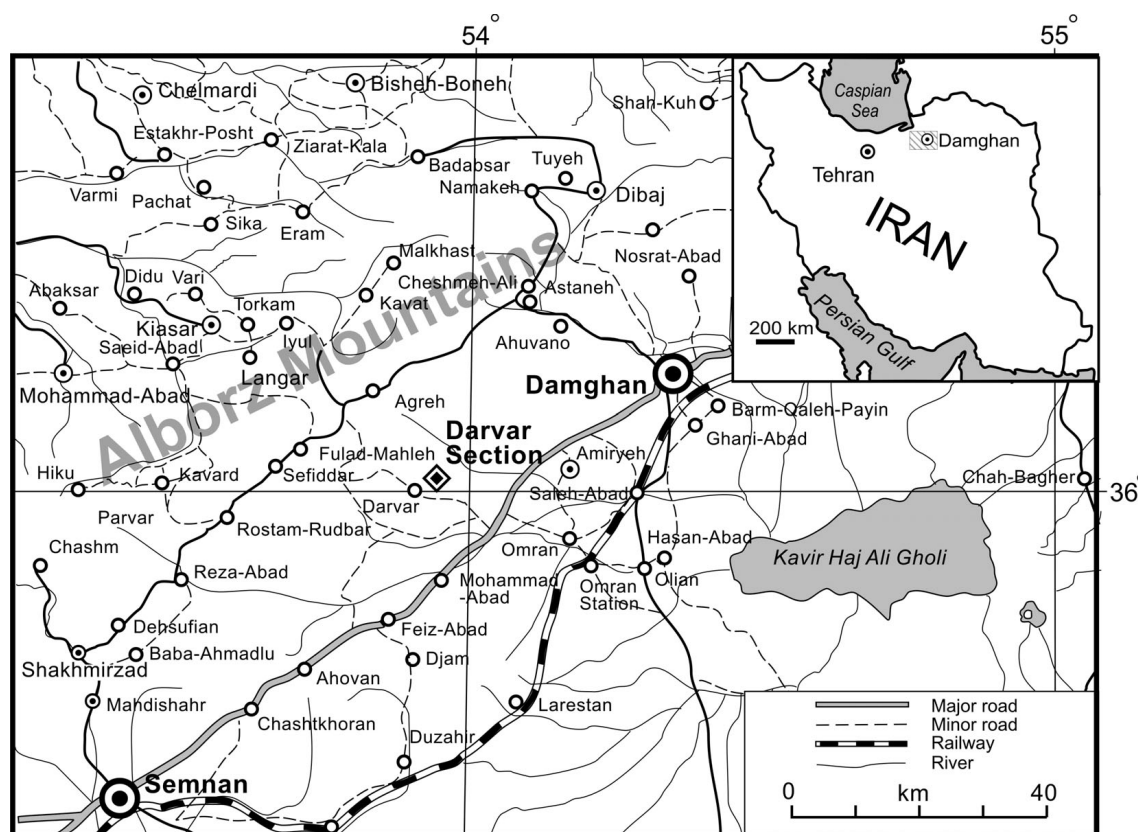 54°
55°
Chelmardi
Bisheh-Boneh
Shah-Kuh
Estakhr-Posht
Ziarat-Kala
Badabsar
Tuyeh
Namakeh
Dibaj
Varmi
Pachat
Sika
Eram
Nosrat-Abad
Malkhast
Cheshmeh-Ali
Astaneh
Kavat
Didu
Vari
Abaksar
Torkam
Kiasar
Iyul
Saeid-Abad
Ahuvano
Langar
Mohammad-Abad
Alborz Mountains
Damghan
Agreh
Barm-Qaleh-Payin
Ghani-Abad
Darvar
Section
Fulad-Mahleh
Amiryeh
Hiku
Kavard
Sefiddar
Saleh-Abad
Chah-Bagher
36°
Darvar
Parvar
Rostam-Rudbar
Chashm
Omran
Hasan-Abad
Kavir Haj Ali Gholi
Reza-Abad
Mohammad
-Abad
Omran
Station
Olian
Dehsufian
Feiz-Abad
Shakhmirzad
Baba-Ahmadlu
Djam
Ahovan
Mahdishahr
Chashtkhoran
Larestan
Duzahir
Semnan
Caspian
Sea
Damghan
Tehran
IRAN
200 km
Persian Gulf
Major road
Minor road
Railway
River
0 km 40